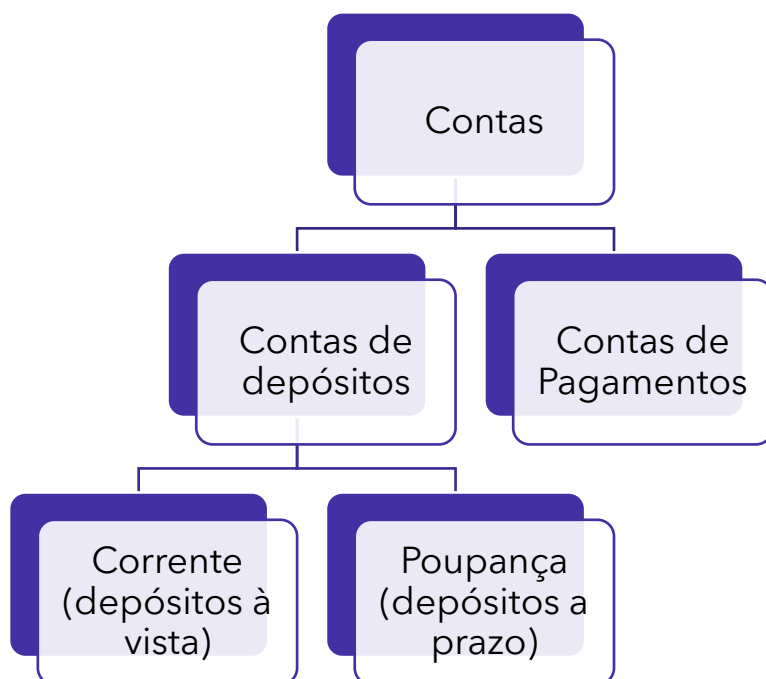 Contas
Contas de
depósitos
Contas de
Pagamentos
Corrente
(depósitos à
vista)
Poupança
(depósitos a
prazo)